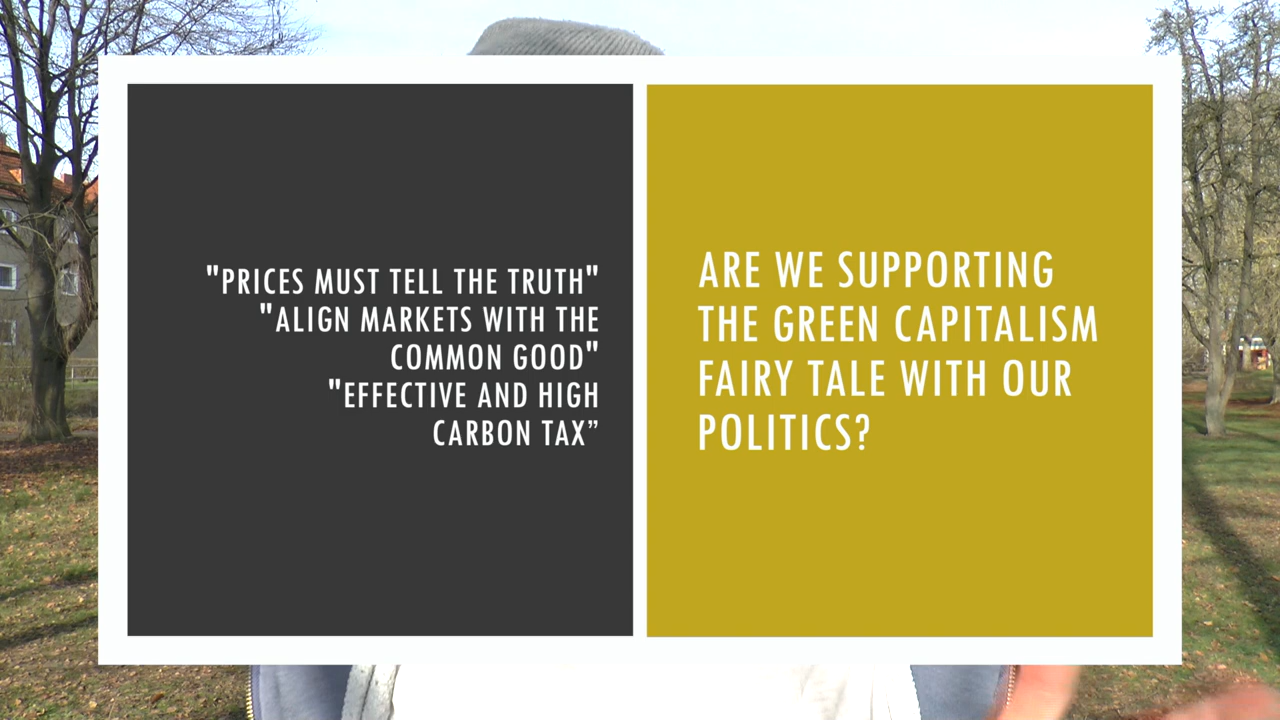 "PRICES MUST TELL THE TRUTH"
"ALIGN MARKETS WITH THE
COMMON GOOD"
"EFFECTIVE AND HIGH
CARBON TAX”
ARE WE SUPPORTING
THE GREEN CAPITALISM
FAIRY TALE WITH OUR
POLITICS?